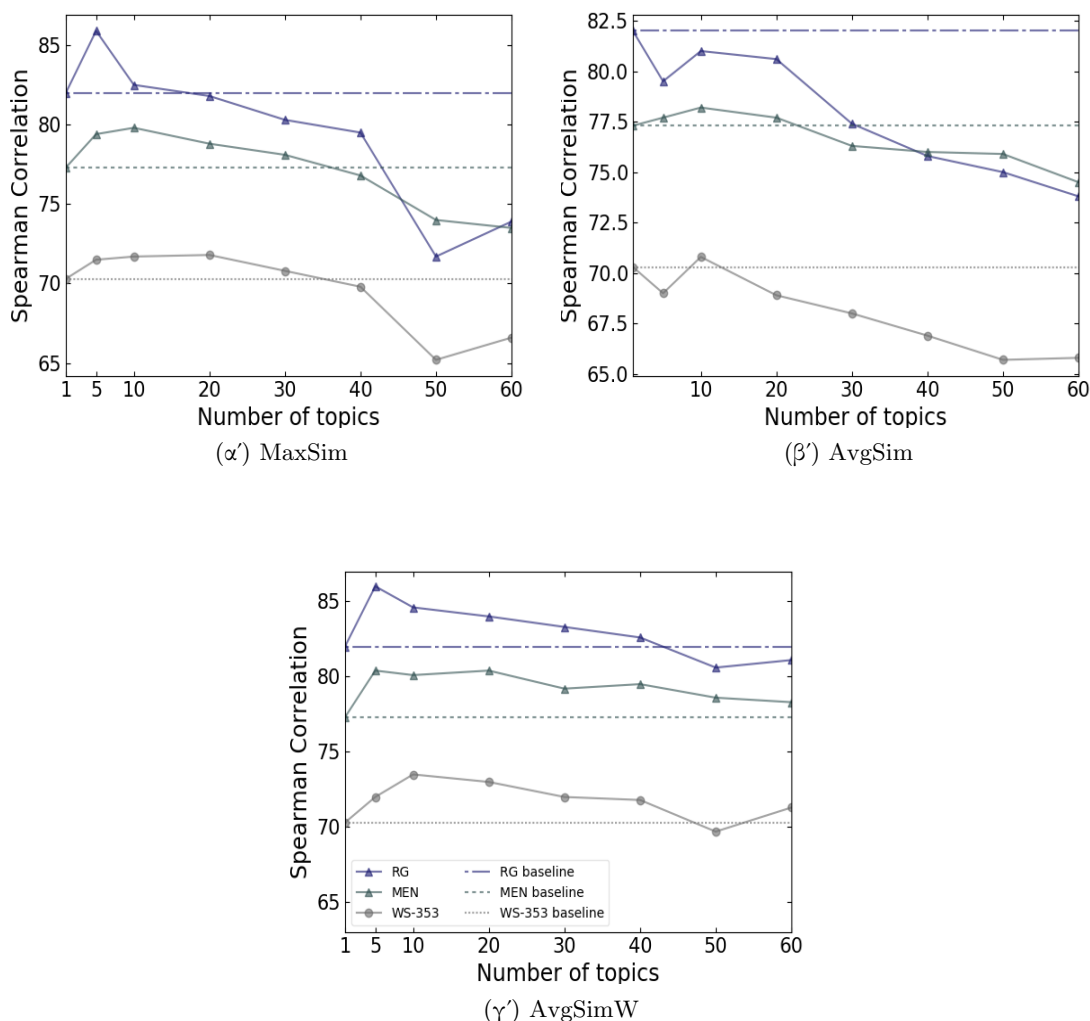 Spearman Correlation
85
80
75
70
65
1 5 10 20 30 40 50 60
Number of topics
(α′) MaxSim
Spearman Correlation
82.5
80.0
77.5
75.0
72.5
70.0
67.5
65.0
10 20 30 40 50 60
Number of topics
(β′) AvgSim
Spearman Correlation
85
80
75
70
65
RG RG baseline
MEN MEN baseline
WS-353 WS-353 baseline
1 5 10 20 30 40 50 60
Number of topics
(γ′) AvgSimW